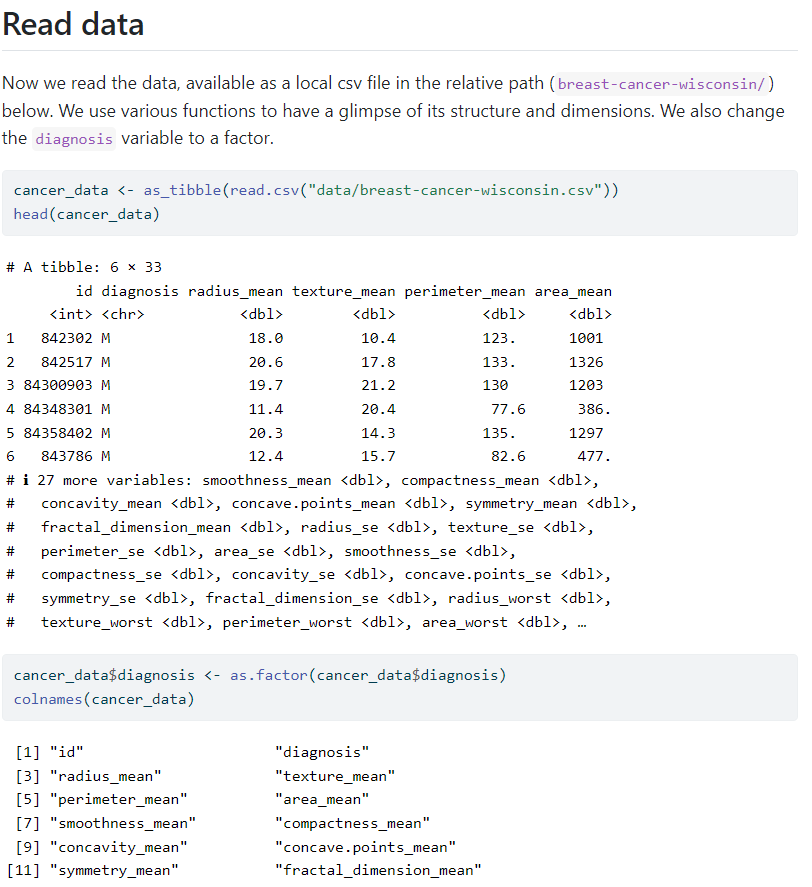 Read data
Now we read the data, available as a local csv file in the relative path (breast-cancer-wisconsin/)
below. We use various functions to have a glimpse of its structure and dimensions. We also change
the diagnosis variable to a factor.
cancer_data <- as_tibble(read.csv("data/breast-cancer-wisconsin.csv"))
head(cancer_data)
# A tibble: 6 × 33
        id diagnosis radius_mean texture_mean perimeter_mean area_mean
     <int> <chr>           <dbl>        <dbl>          <dbl>     <dbl>
1   842302 M                18.0         10.4          123.      1001
2   842517 M                20.6         17.8          133.      1326
3 84300903 M                19.7         21.2          130       1203
4 84348301 M                11.4         20.4           77.6      386.
5 84358402 M                20.3         14.3          135.      1297
6   843786 M                12.4         15.7           82.6      477.
# ℹ 27 more variables: smoothness_mean <dbl>, compactness_mean <dbl>,
#   concavity_mean <dbl>, concave.points_mean <dbl>, symmetry_mean <dbl>,
#   fractal_dimension_mean <dbl>, radius_se <dbl>, texture_se <dbl>,
#   perimeter_se <dbl>, area_se <dbl>, smoothness_se <dbl>,
#   compactness_se <dbl>, concavity_se <dbl>, concave.points_se <dbl>,
#   symmetry_se <dbl>, fractal_dimension_se <dbl>, radius_worst <dbl>,
#   texture_worst <dbl>, perimeter_worst <dbl>, area_worst <dbl>, …
cancer_data$diagnosis <- as.factor(cancer_data$diagnosis)
colnames(cancer_data)
 [1] "id"                      "diagnosis"
 [3] "radius_mean"             "texture_mean"
 [5] "perimeter_mean"          "area_mean"
 [7] "smoothness_mean"         "compactness_mean"
 [9] "concavity_mean"          "concave.points_mean"
[11] "symmetry_mean"           "fractal_dimension_mean"